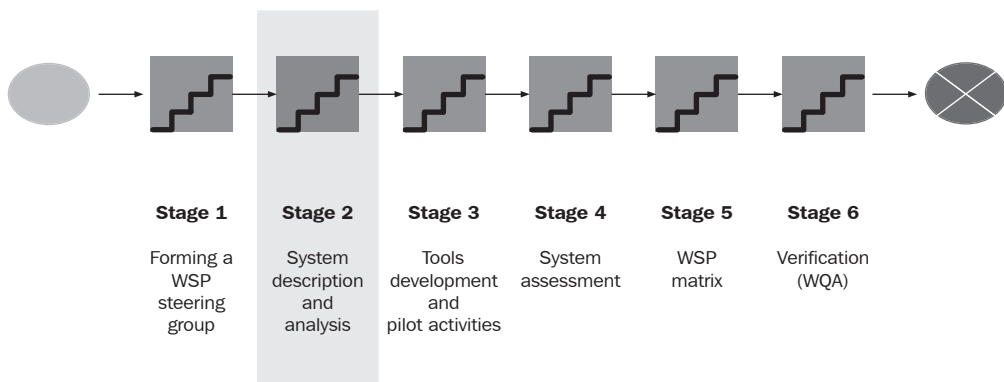 Stage 1
Stage 2
Stage 3
Stage 4
Stage 5
Stage 6
Forming a
WSP
steering
group
System
description
and
analysis
Tools
development
and
pilot activities
System
assessment
WSP
matrix
Verification
(WQA)